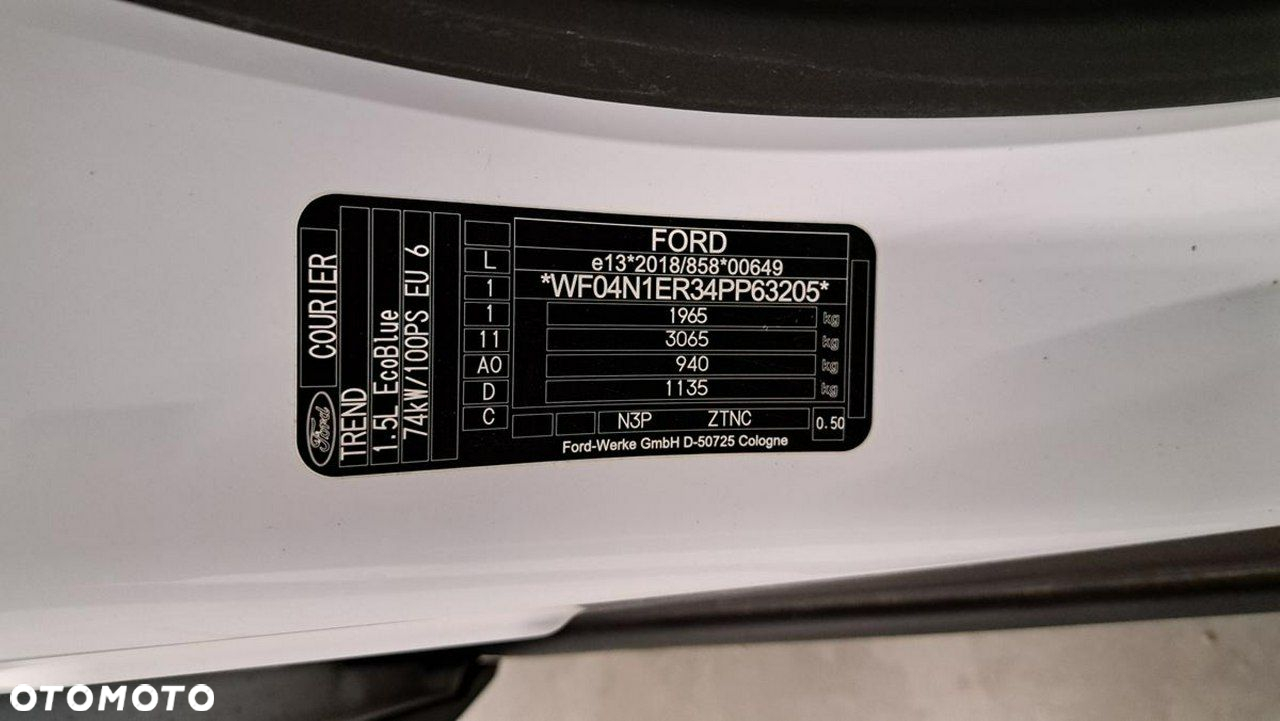 FORD
e13*2018/858*00649
*WF04N1ER34PP63205*
1965 kg
3065 kg
940 kg
1135 kg
N3P ZTNC 0.50
Ford-Werke GmbH D-50725 Cologne
L
1
1
11
A0
D
C
COURIER
Ford
TREND
1.5L EcoBlue
74kW/100PS EU 6
OTOMOTO